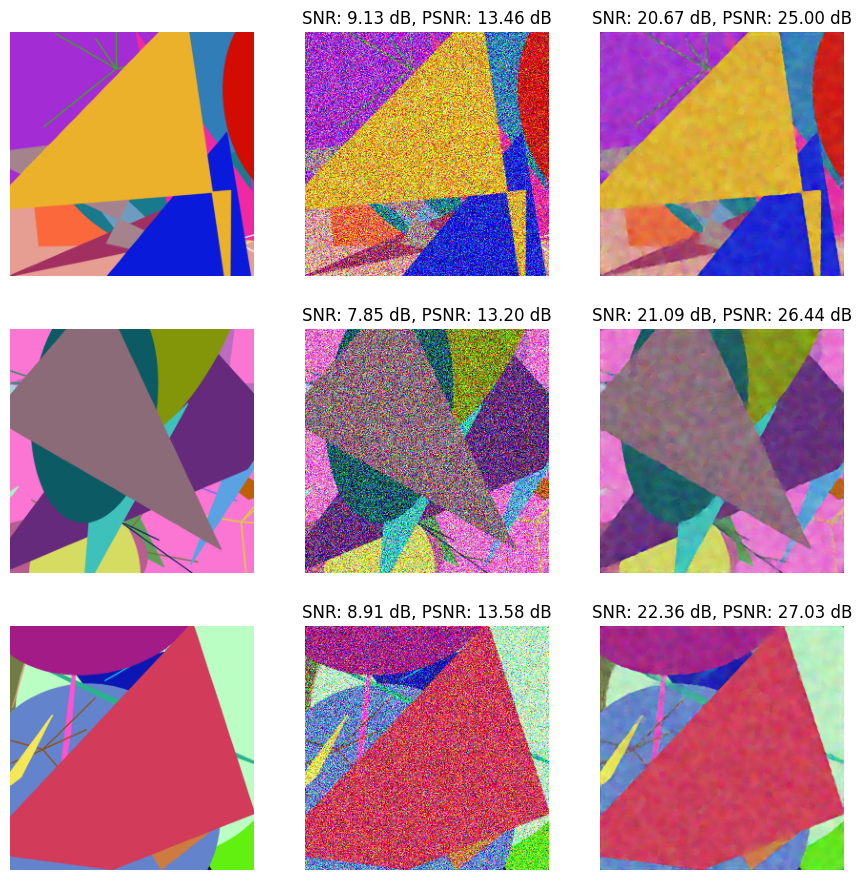 SNR: 9.13 dB, PSNR: 13.46 dB
SNR: 20.67 dB, PSNR: 25.00 dB
SNR: 7.85 dB, PSNR: 13.20 dB
SNR: 21.09 dB, PSNR: 26.44 dB
SNR: 8.91 dB, PSNR: 13.58 dB
SNR: 22.36 dB, PSNR: 27.03 dB